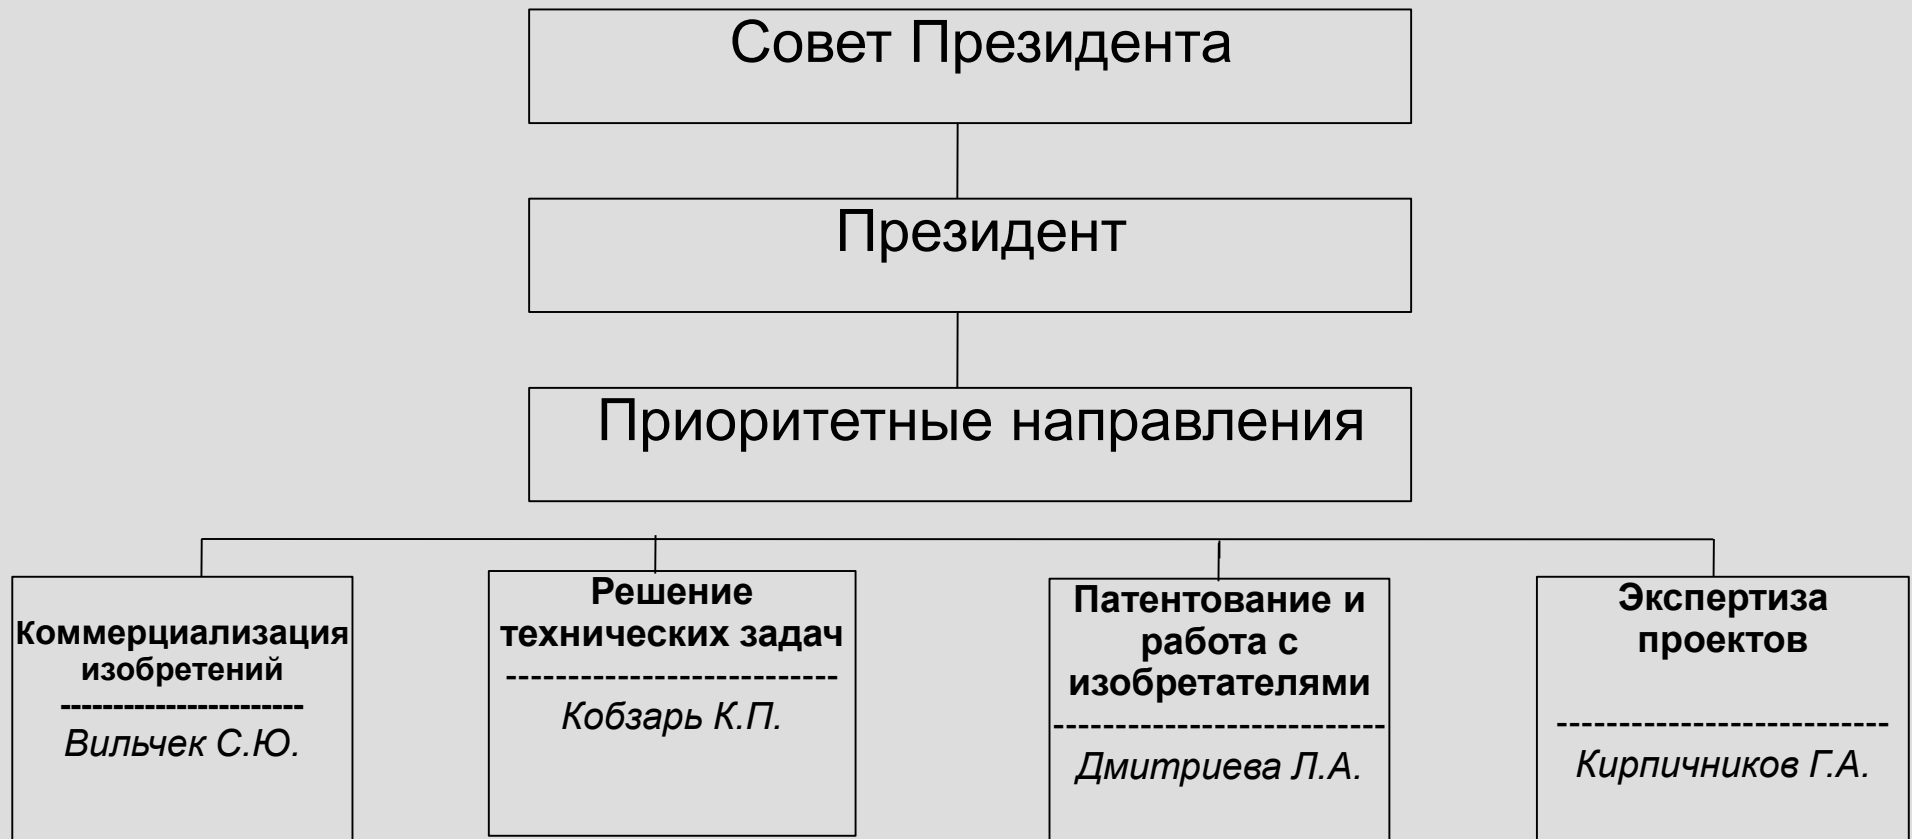 Совет Президента
Президент
Приоритетные направления
Коммерциализация
изобретений
-----------------------
Вильчек С.Ю.
Решение
технических задач
---------------------------
Кобзарь К.П.
Патентование и
работа с
изобретателями
---------------------------
Дмитриева Л.А.
Экспертиза
проектов
---------------------------
Кирпичников Г.А.